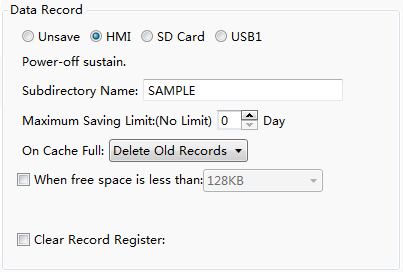 Data Record
Unsave HMI SD Card USB1
Power-off sustain.
Subdirectory Name: SAMPLE
Maximum Saving Limit:(No Limit) 0 Day
On Cache Full: Delete Old Records
When free space is less than: 128KB
Clear Record Register: